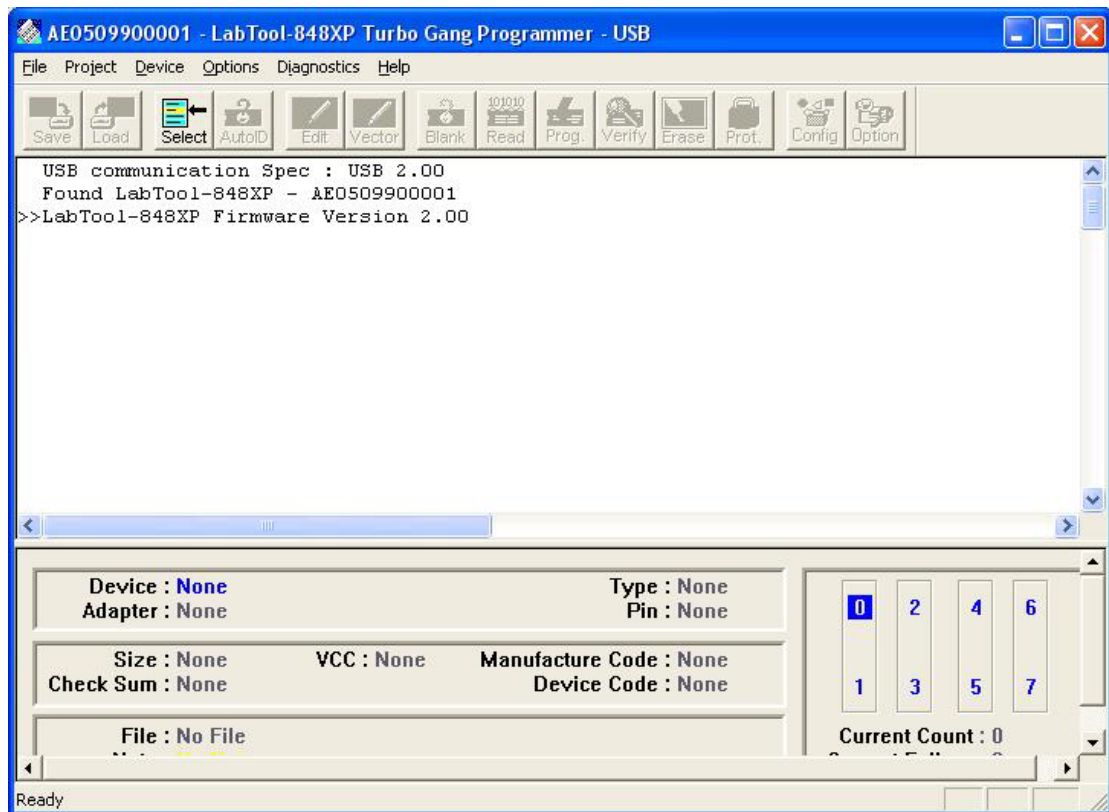 AE0509900001 - LabTool-848XP Turbo Gang Programmer - USB
File Project Device Options Diagnostics Help
Save Load Select AutoID Edit Vector Blank 101010 Read Prog. Verify Erase Prot. Config Option
USB communication Spec : USB 2.00
Found LabTool-848XP - AE0509900001
>>LabTool-848XP Firmware Version 2.00
Device : None Type : None
Adapter : None Pin : None
Size : None VCC : None Manufacture Code : None
Check Sum : None Device Code : None
File : No File
0 2 4 6
1 3 5 7
Current Count : 0
Ready